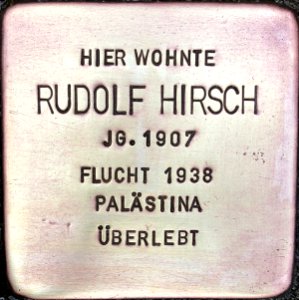 HIER WOHNTE
RUDOLF HIRSCH
JG. 1907
FLUCHT 1938
PALÄSTINA
ÜBERLEBT